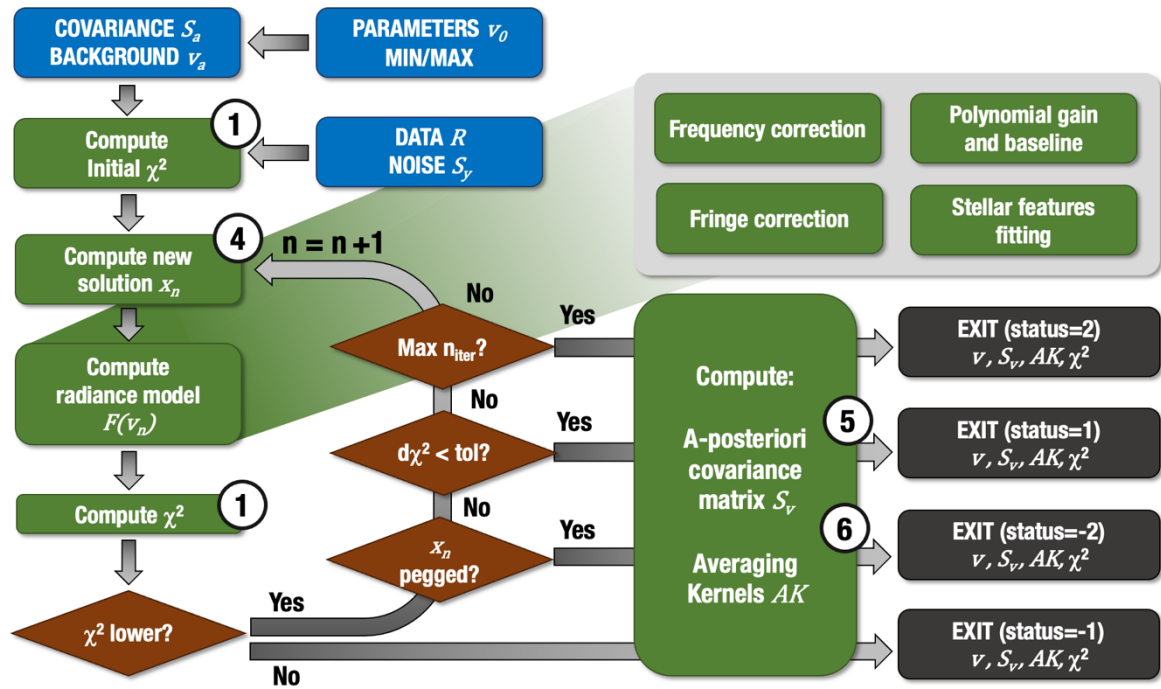 COVARIANCE Sₐ
BACKGROUND vₐ
PARAMETERS v₀
MIN/MAX
Compute
Initial χ²
1
DATA R
NOISE Sᵧ
Frequency correction
Polynomial gain
and baseline
Fringe correction
Stellar features
fitting
Compute new
solution xₙ
4
n = n +1
Compute
radiance model
F(vₙ)
No
Max nᵢₜₑᵣ?
Yes
No
dχ² < tol?
Yes
No
xₙ
pegged?
Yes
Compute χ²
1
χ² lower?
Yes
No
Compute:
A-posteriori
covariance
matrix Sᵥ
Averaging
Kernels AK
5
6
EXIT (status=2)
v, Sᵥ, AK, χ²
EXIT (status=1)
v, Sᵥ, AK, χ²
EXIT (status=-2)
v, Sᵥ, AK, χ²
EXIT (status=-1)
v, Sᵥ, AK, χ²